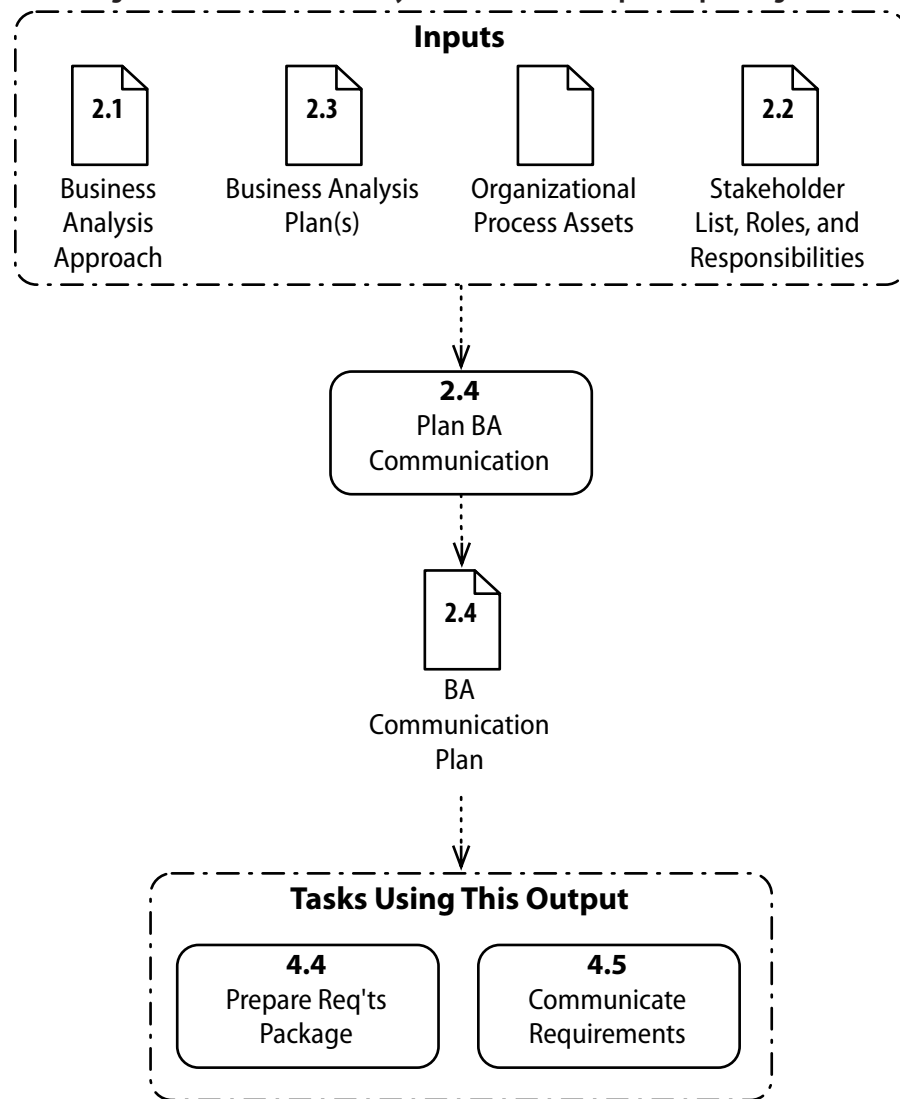 Inputs
2.1
2.3
2.2
Business
Analysis
Approach
Business Analysis
Plan(s)
Organizational
Process Assets
Stakeholder
List, Roles, and
Responsibilities
2.4
Plan BA
Communication
2.4
BA
Communication
Plan
Tasks Using This Output
4.4
Prepare Req'ts
Package
4.5
Communicate
Requirements